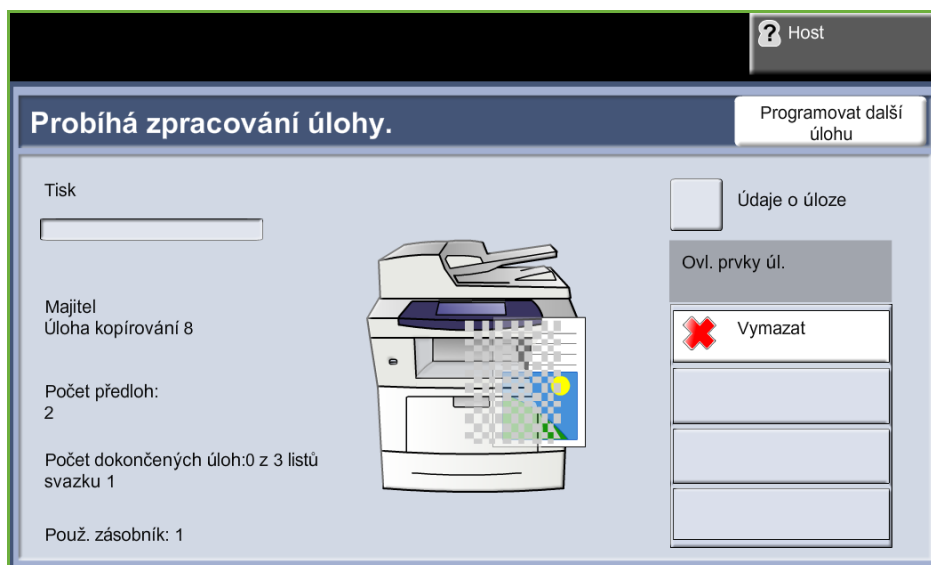 Host
Probíhá zpracování úlohy.
Programovat další
úlohu
Tisk
Údaje o úloze
Ovl. prvky úl.
Majitel
Úloha kopírování 8
Vymazat
Počet předloh:
2
Počet dokončených úloh:0 z 3 listů
svazku 1
Použ. zásobník: 1